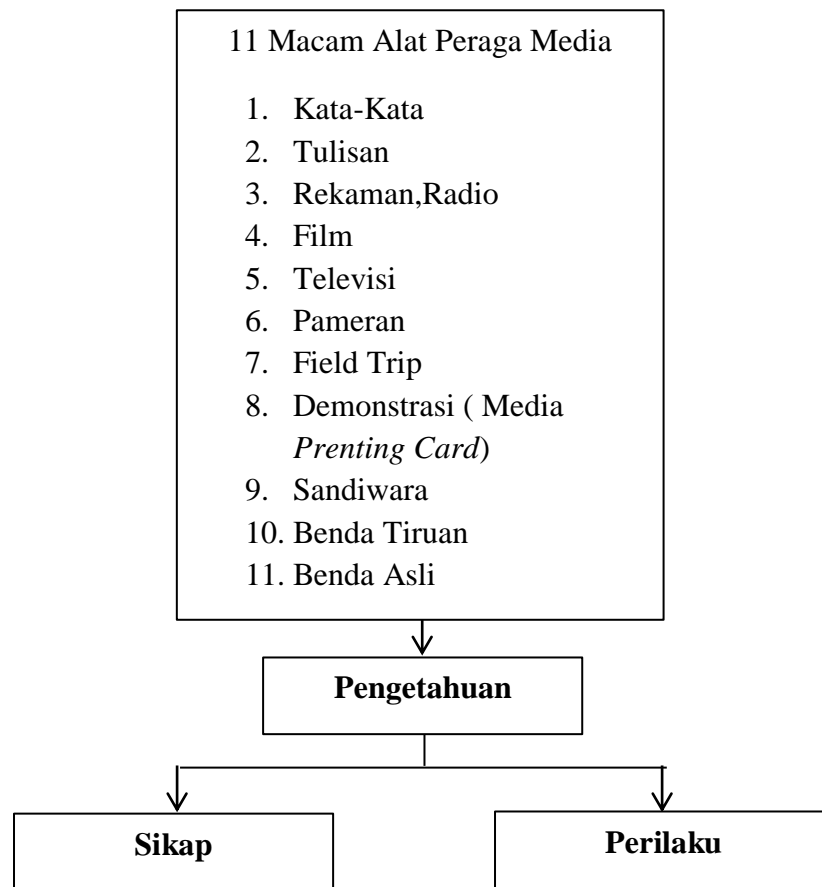 11 Macam Alat Peraga Media
1. Kata-Kata
2. Tulisan
3. Rekaman,Radio
4. Film
5. Televisi
6. Pameran
7. Field Trip
8. Demonstrasi ( Media
Prenting Card)
9. Sandiwara
10. Benda Tiruan
11. Benda Asli
Pengetahuan
Sikap
Perilaku